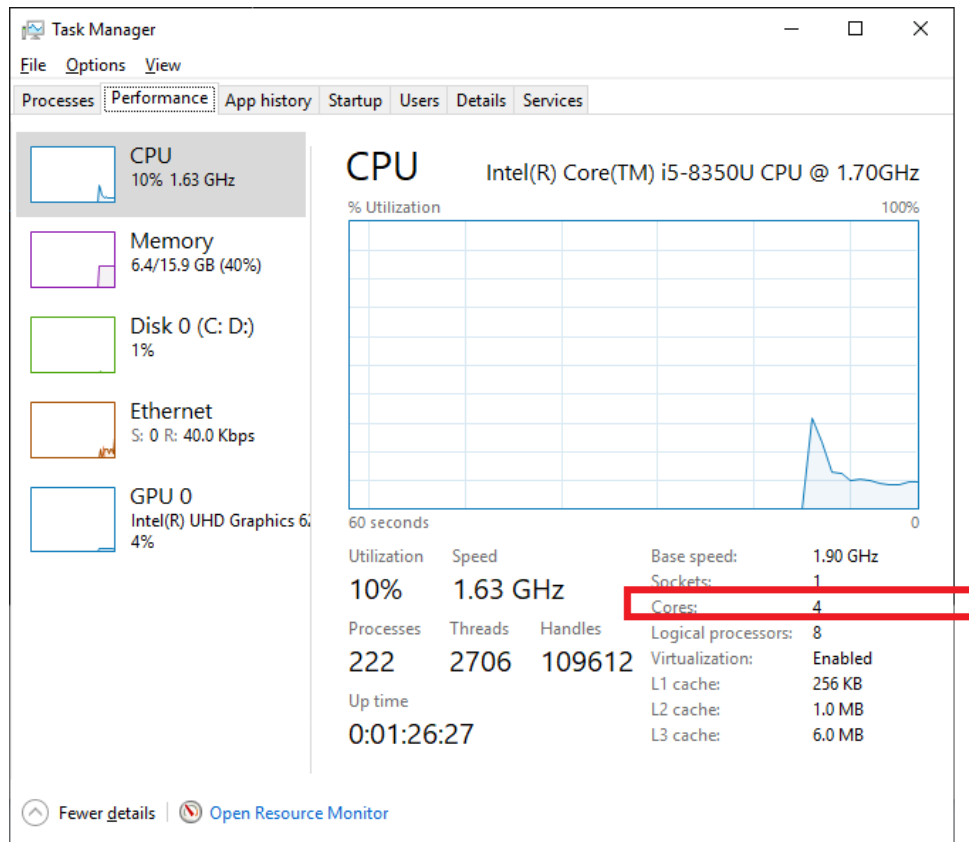 Task Manager
File Options View
Processes Performance App history Startup Users Details Services
CPU
10% 1.63 GHz
Memory
6.4/15.9 GB (40%)
Disk 0 (C: D:)
1%
Ethernet
S: 0 R: 40.0 Kbps
GPU 0
Intel(R) UHD Graphics
4%
CPU Intel(R) Core(TM) i5-8350U CPU @ 1.70GHz
% Utilization 100%
60 seconds 0
Utilization Speed
10% 1.63 GHz
Processes Threads Handles
222 2706 109612
Up time
0:01:26:27
Base speed: 1.90 GHz
Sockets: 1
Cores: 4
Logical processors: 8
Virtualization: Enabled
L1 cache: 256 KB
L2 cache: 1.0 MB
L3 cache: 6.0 MB
Fewer details Open Resource Monitor